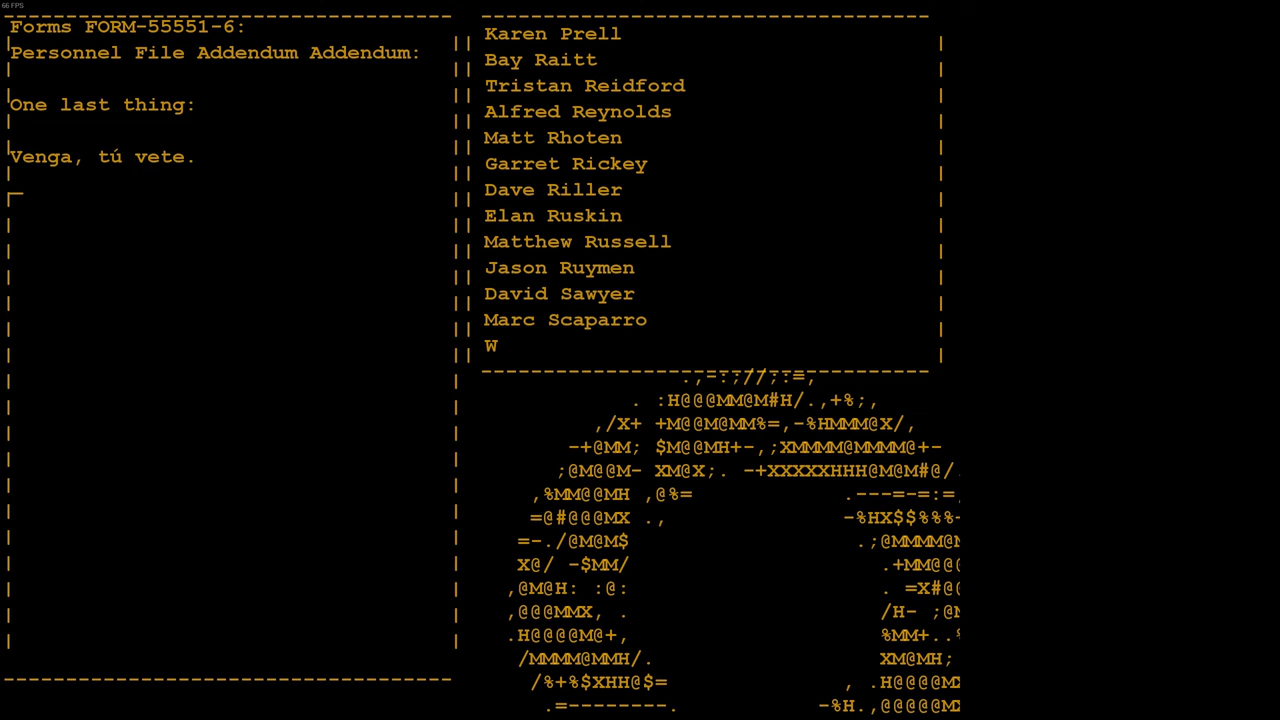 66 FPS
Forms FORM-55551-6:
Personnel File Addendum Addendum:
One last thing:
Venga, tú vete.
Karen Prell
Bay Raitt
Tristan Reidford
Alfred Reynolds
Matt Rhoten
Garret Rickey
Dave Riller
Elan Ruskin
Matthew Russell
Jason Ruymen
David Sawyer
Marc Scaparro
W